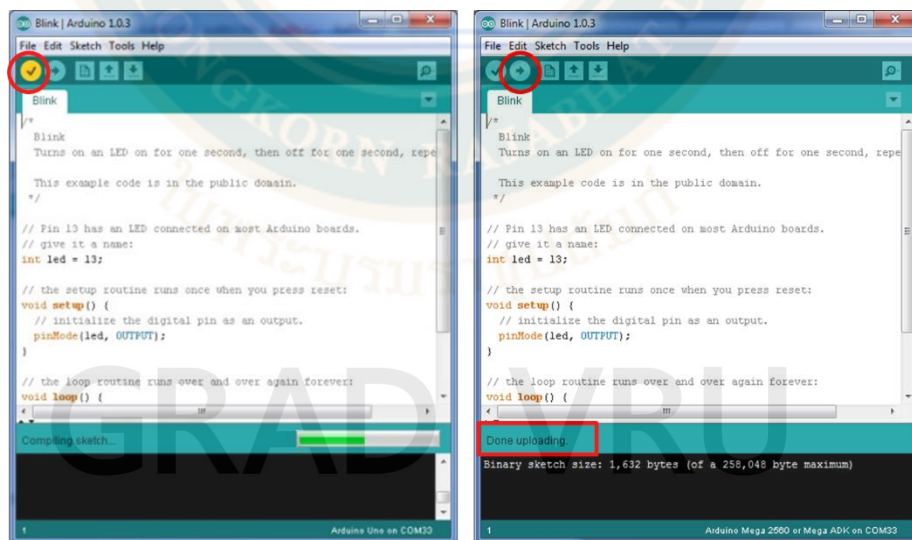 Blink | Arduino 1.0.3
File Edit Sketch Tools Help
Blink
/*
Blink
Turns on an LED on for one second, then off for one second, repe
This example code is in the public domain.
*/
// Pin 13 has an LED connected on most Arduino boards.
// give it a name:
int led = 13;
// the setup routine runs once when you press reset:
void setup() {
// initialize the digital pin as an output.
pinMode(led, OUTPUT);
}
// the loop routine runs over and over again forever:
void loop() {
Compiling sketch...
1
Arduino Uno on COM33
Blink | Arduino 1.0.3
File Edit Sketch Tools Help
Blink
/*
Blink
Turns on an LED on for one second, then off for one second, repe
This example code is in the public domain.
*/
// Pin 13 has an LED connected on most Arduino boards.
// give it a name:
int led = 13;
// the setup routine runs once when you press reset:
void setup() {
// initialize the digital pin as an output.
pinMode(led, OUTPUT);
}
// the loop routine runs over and over again forever:
void loop() {
Done uploading.
Binary sketch size: 1,632 bytes (of a 258,048 byte maximum)
1
Arduino Mega 2560 or Mega ADK on COM33
GRAD VRU